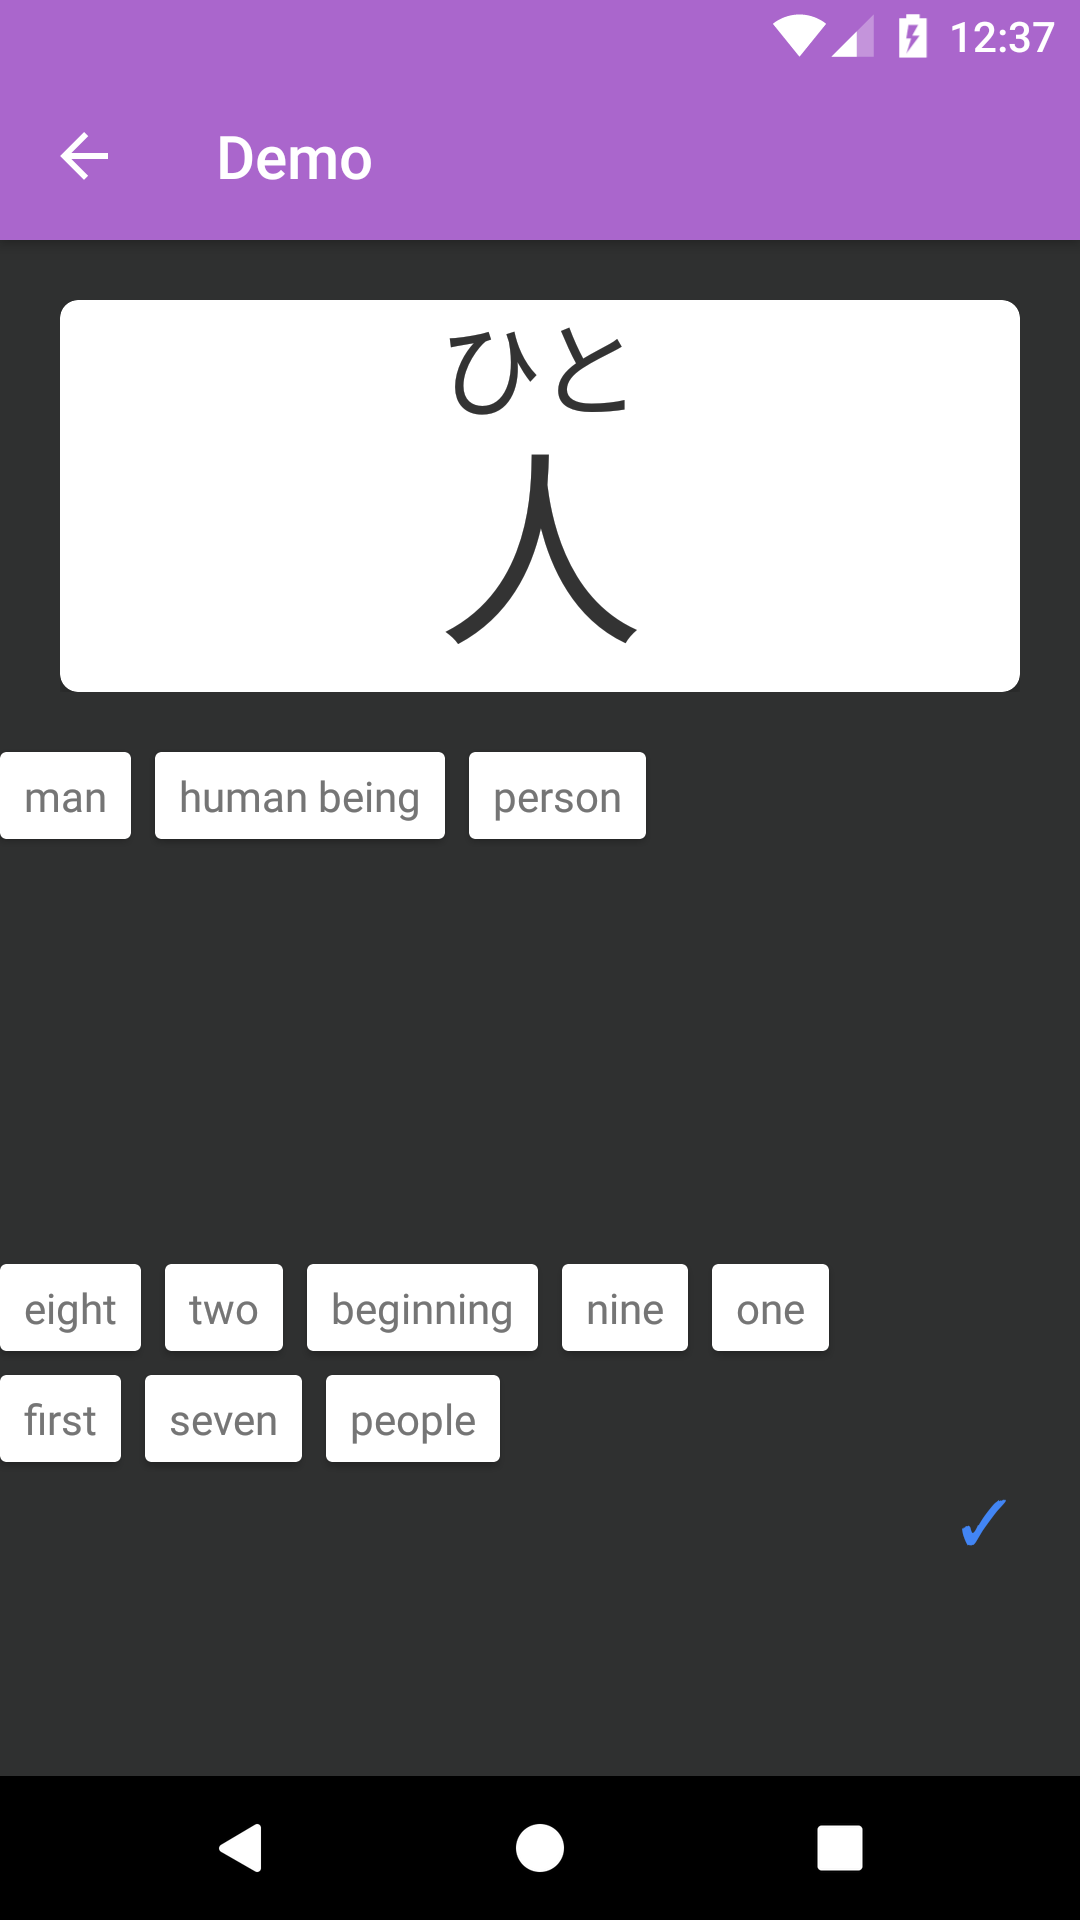 12:37
Demo
ひと
人
man human being person
eight two beginning nine one
first seven people
✓